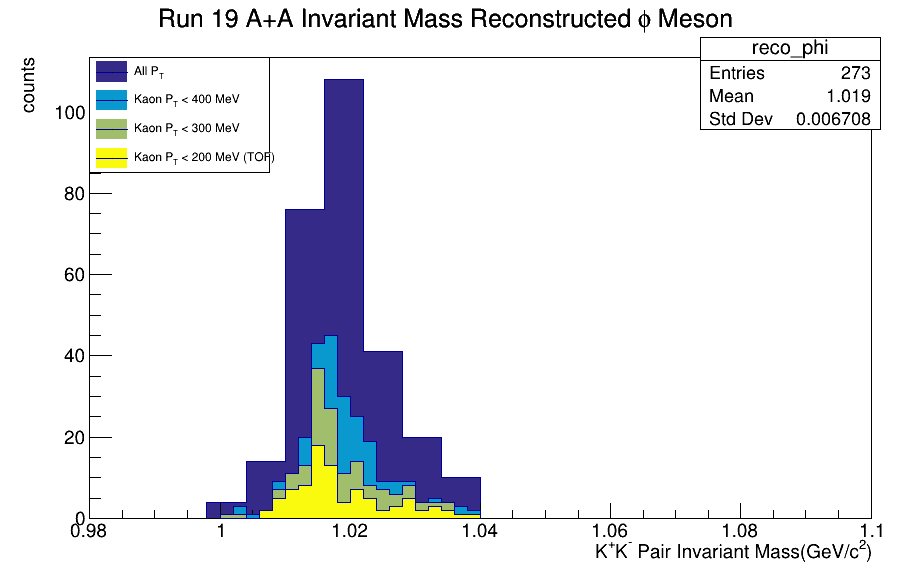 Run 19 A+A Invariant Mass Reconstructed ϕ Meson
reco_phi
Entries 273
Mean 1.019
Std Dev 0.006708
counts
All P_T
Kaon P_T < 400 MeV
Kaon P_T < 300 MeV
Kaon P_T < 200 MeV (TOF)
100
80
60
40
20
0
0.98 1 1.02 1.04 1.06 1.08 1.1
K⁺K⁻ Pair Invariant Mass(GeV/c²)